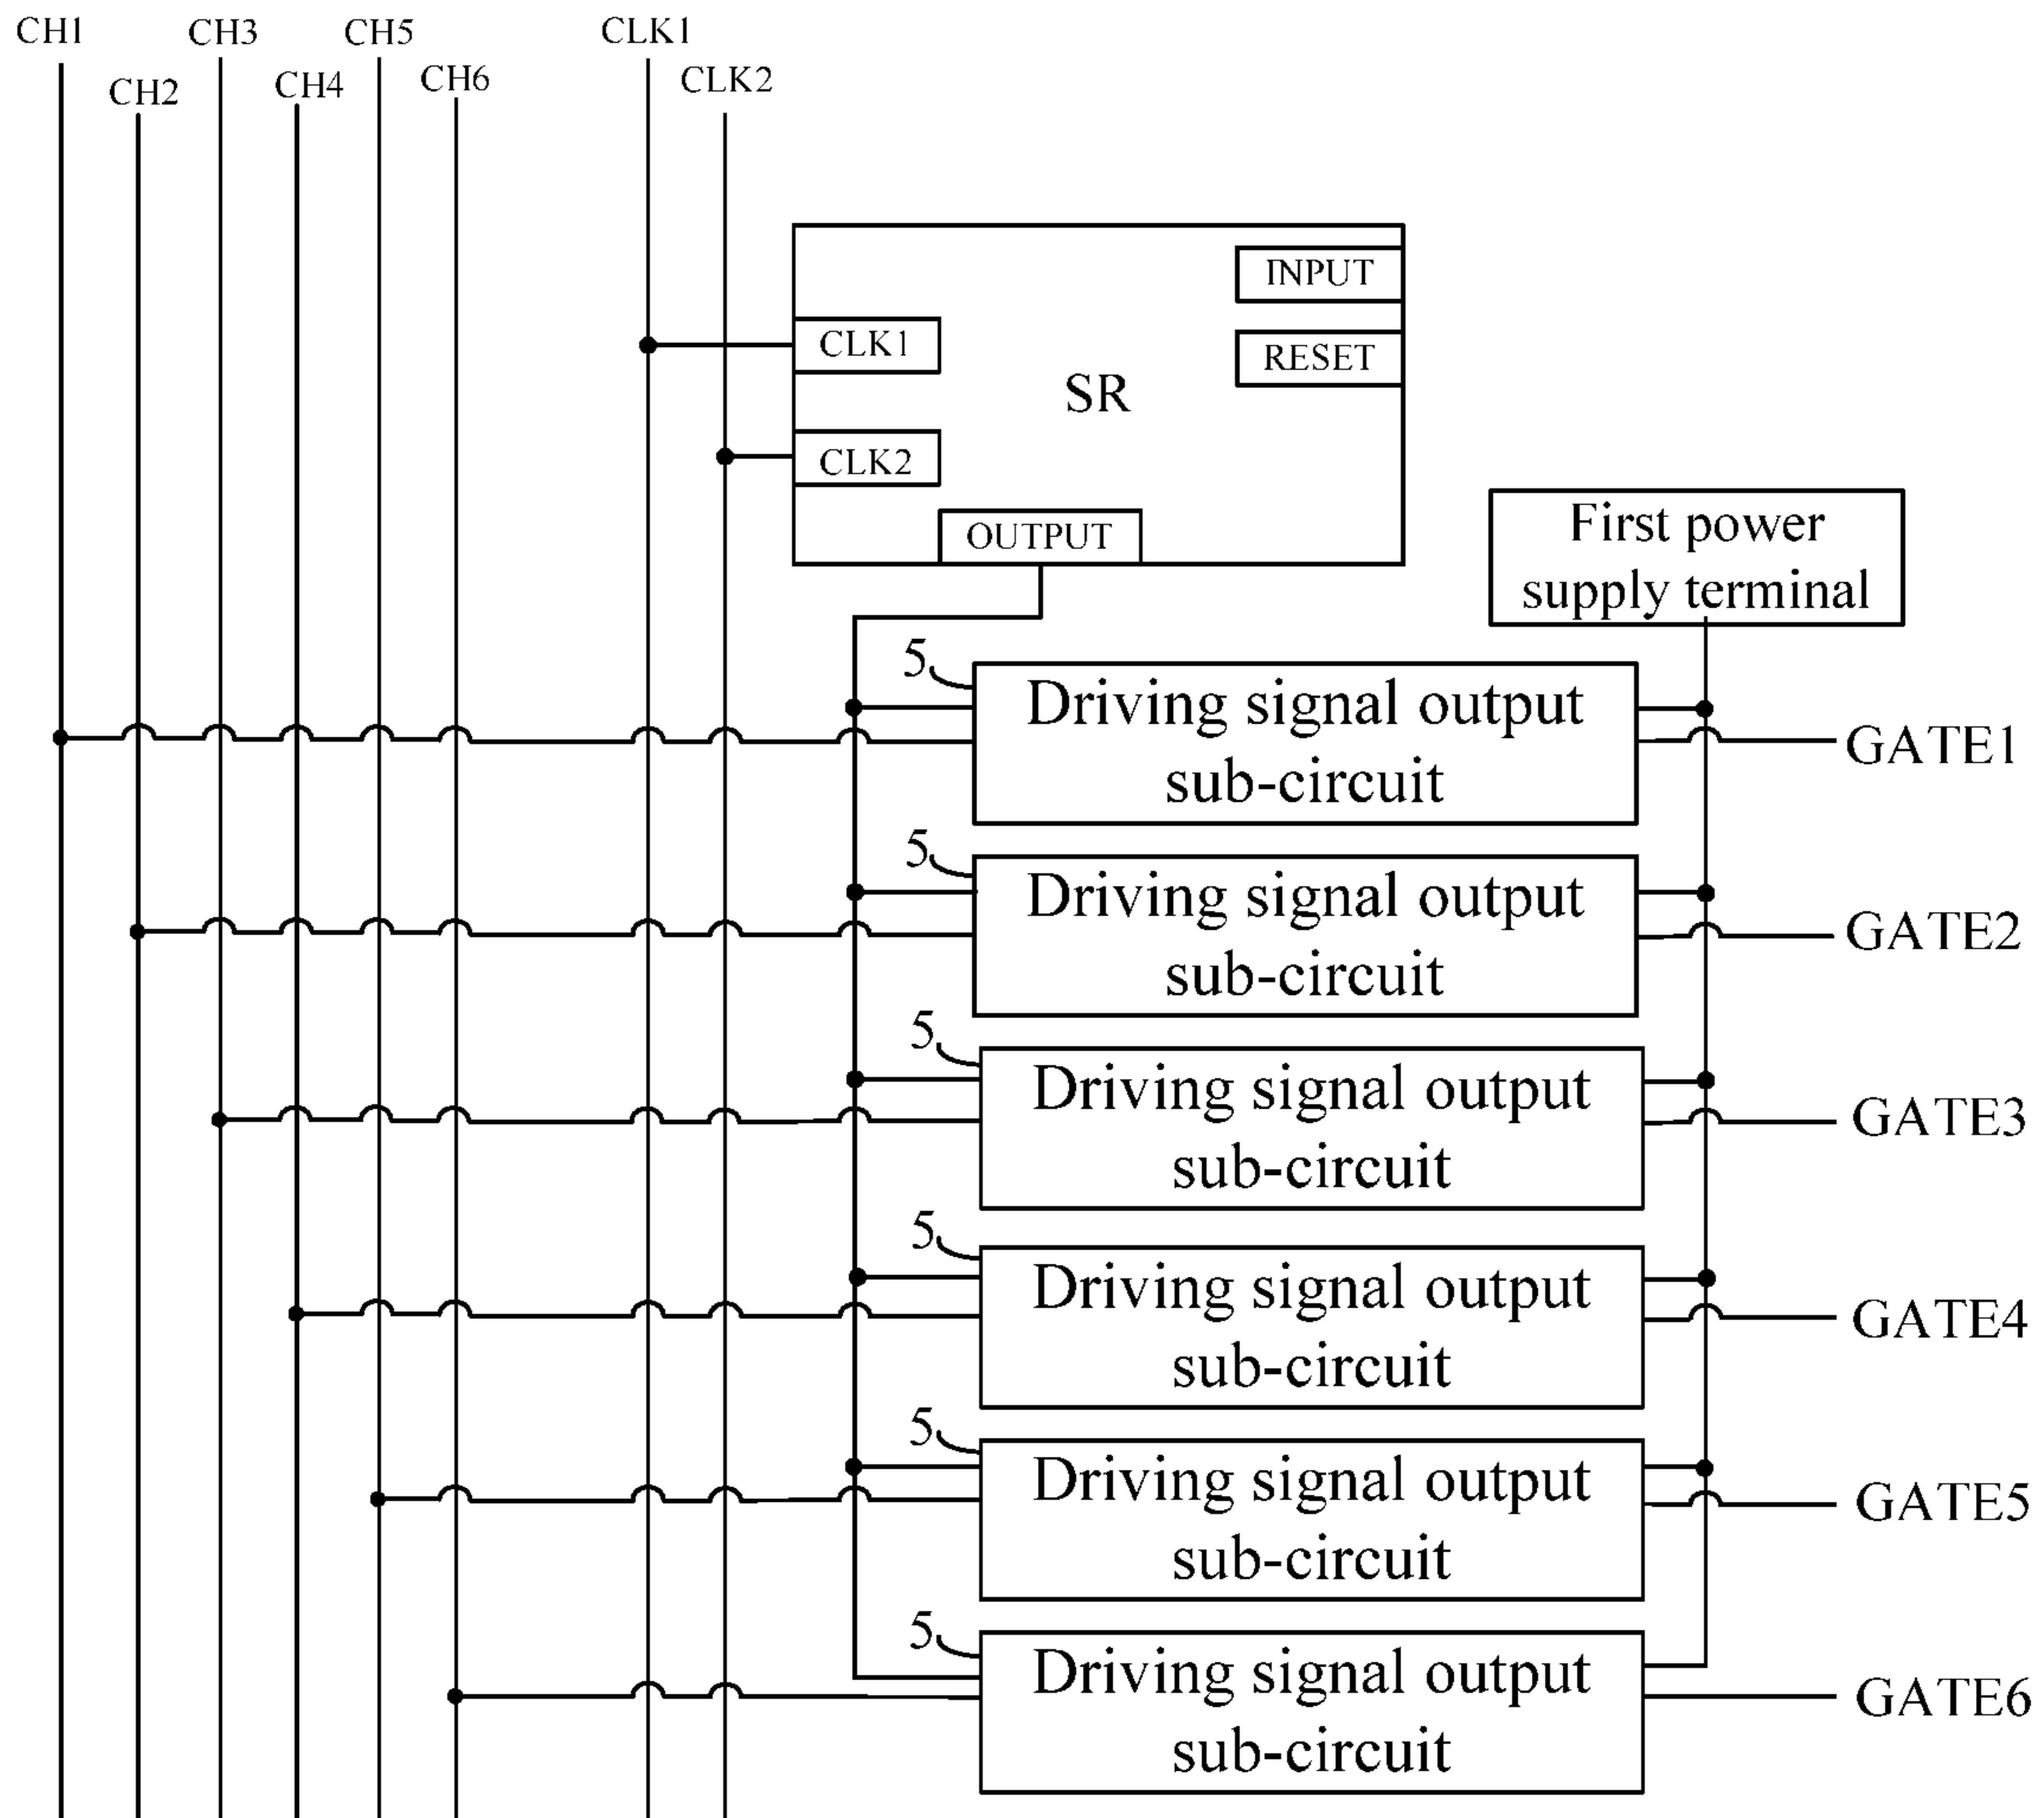 CH1
CH3
CH5
CLK1
CH2
CH4
CH6
CLK2
INPUT
CLK1
RESET
SR
CLK2
OUTPUT
First power
supply terminal
5
Driving signal output
sub-circuit
GATE1
5
Driving signal output
sub-circuit
GATE2
5
Driving signal output
sub-circuit
GATE3
5
Driving signal output
sub-circuit
GATE4
5
Driving signal output
sub-circuit
GATE5
5
Driving signal output
sub-circuit
GATE6